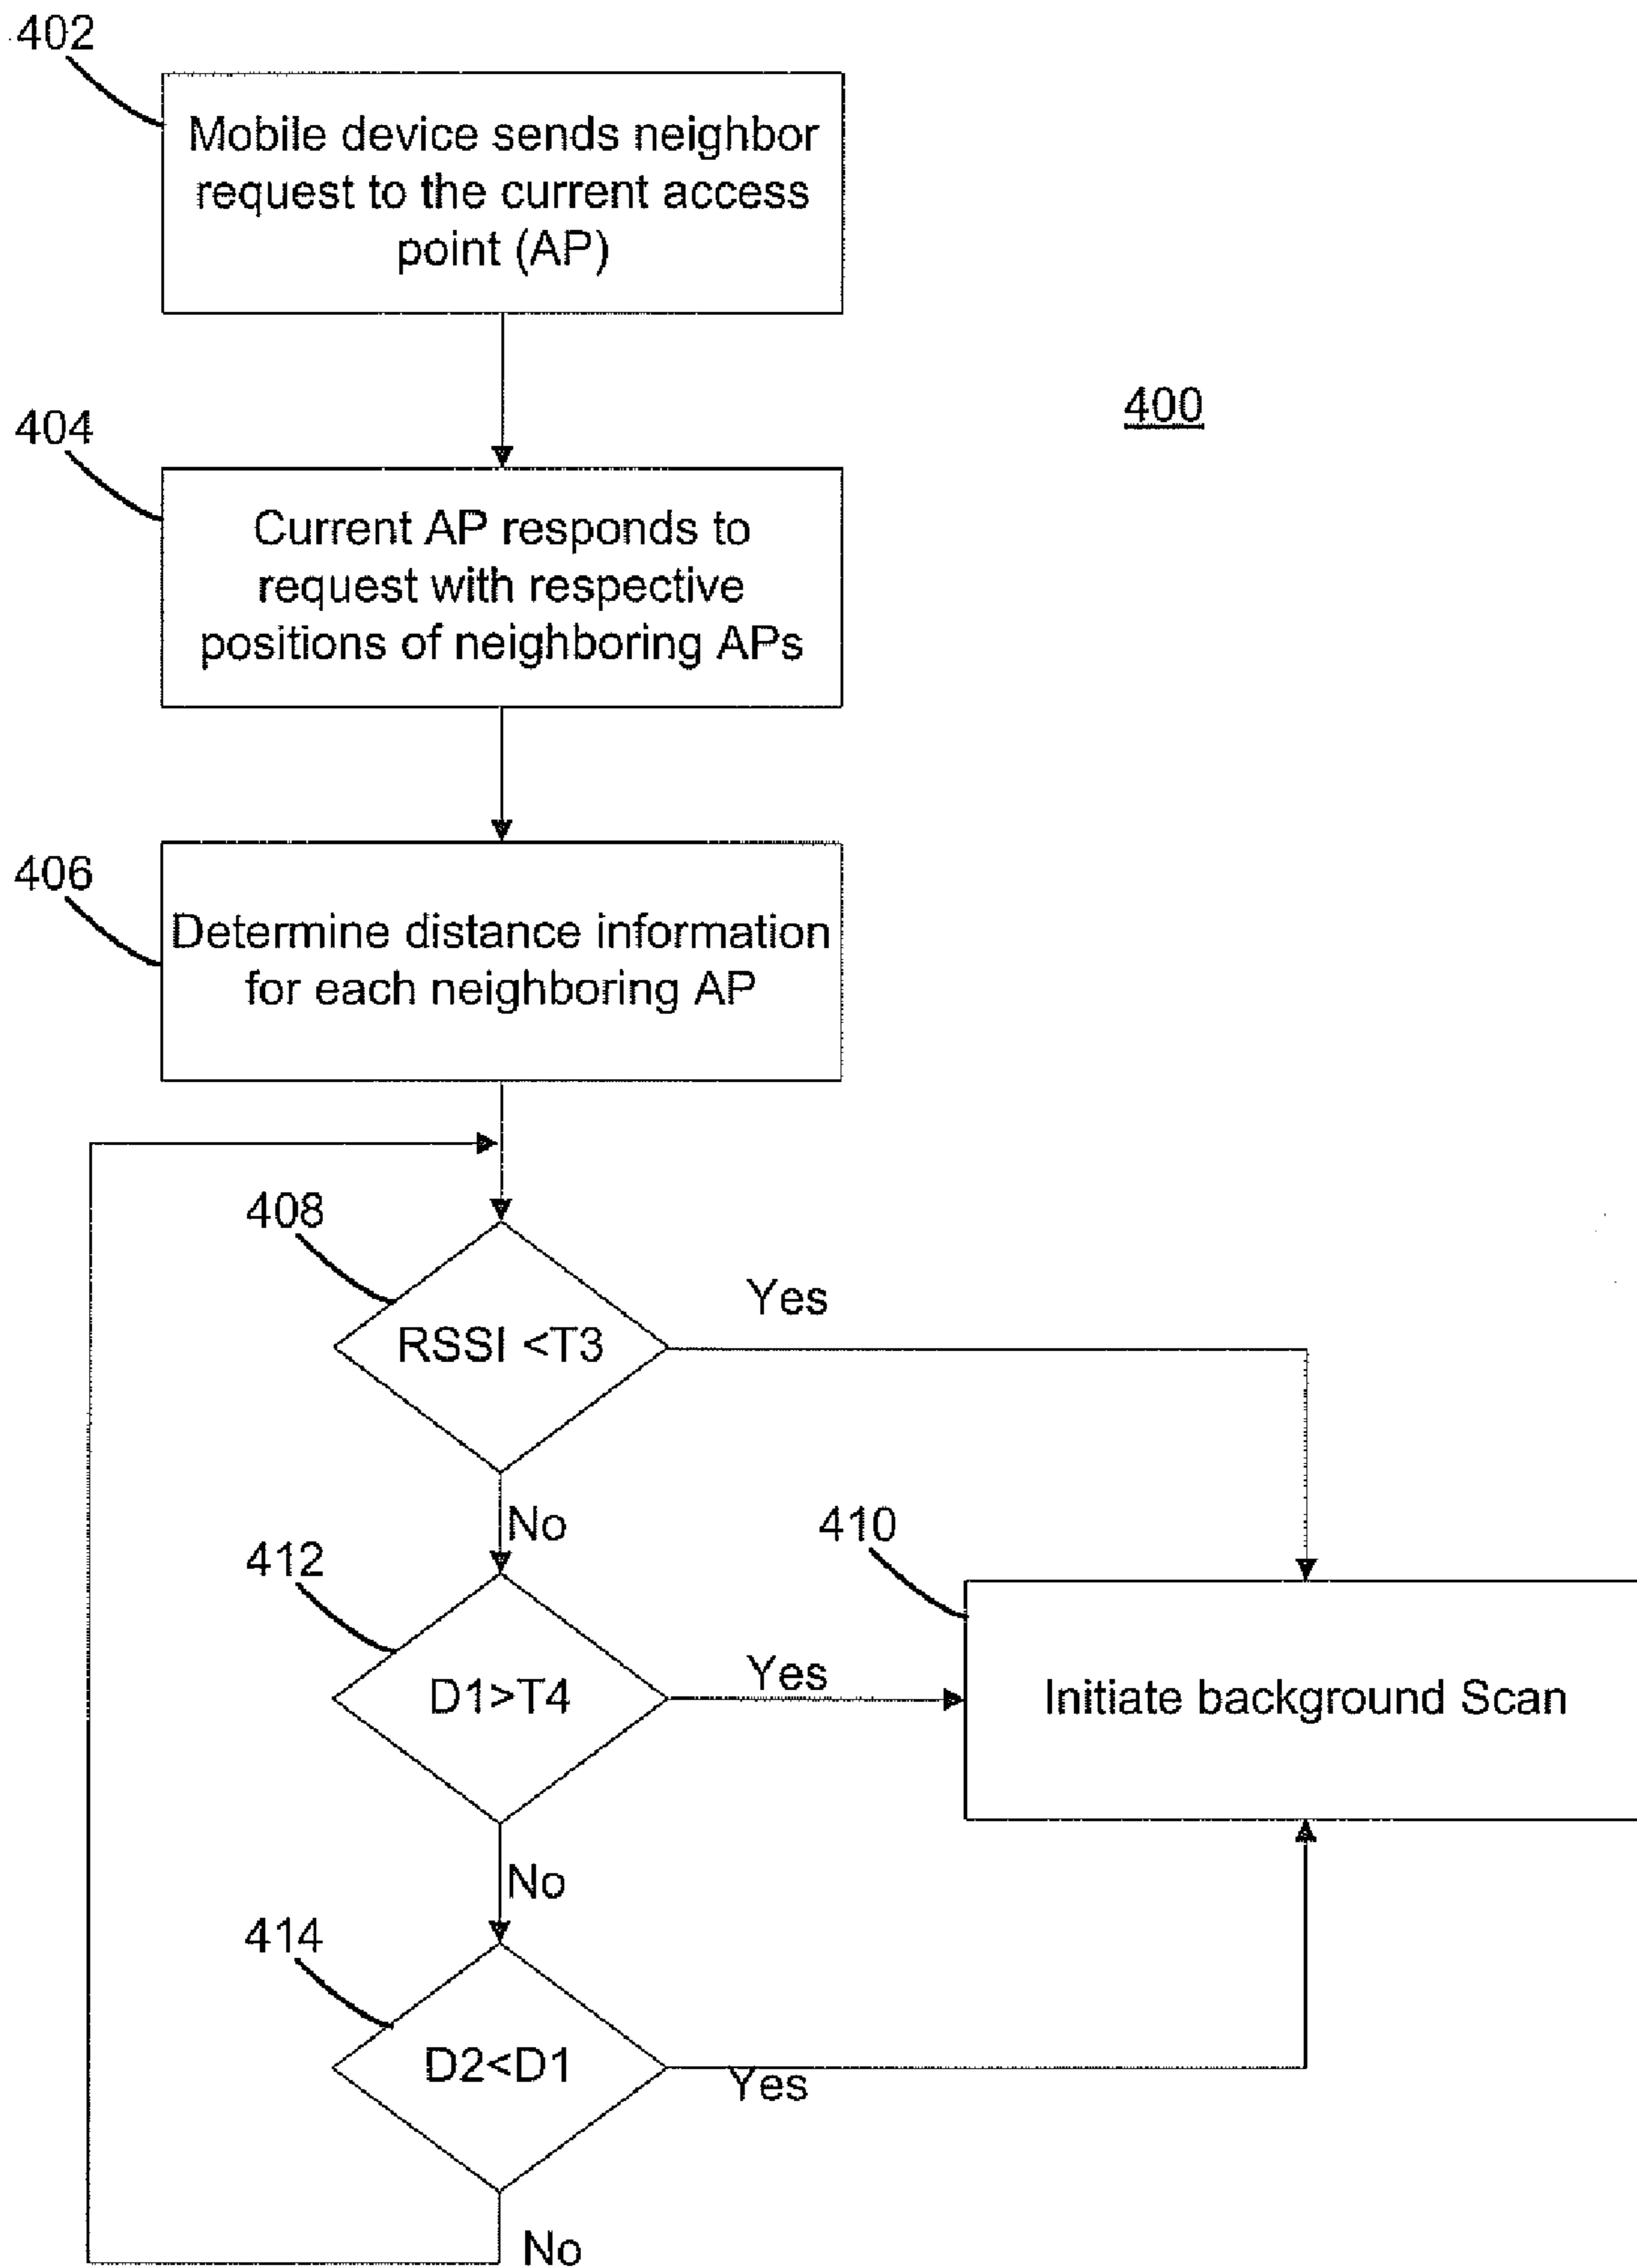 402
Mobile device sends neighbor
request to the current access
point (AP)
400
404
Current AP responds to
request with respective
positions of neighboring APs
406
Determine distance information
for each neighboring AP
408
RSSI <T3
Yes
No
410
412
D1>T4
Yes
Initiate background Scan
No
414
D2<D1
Yes
No